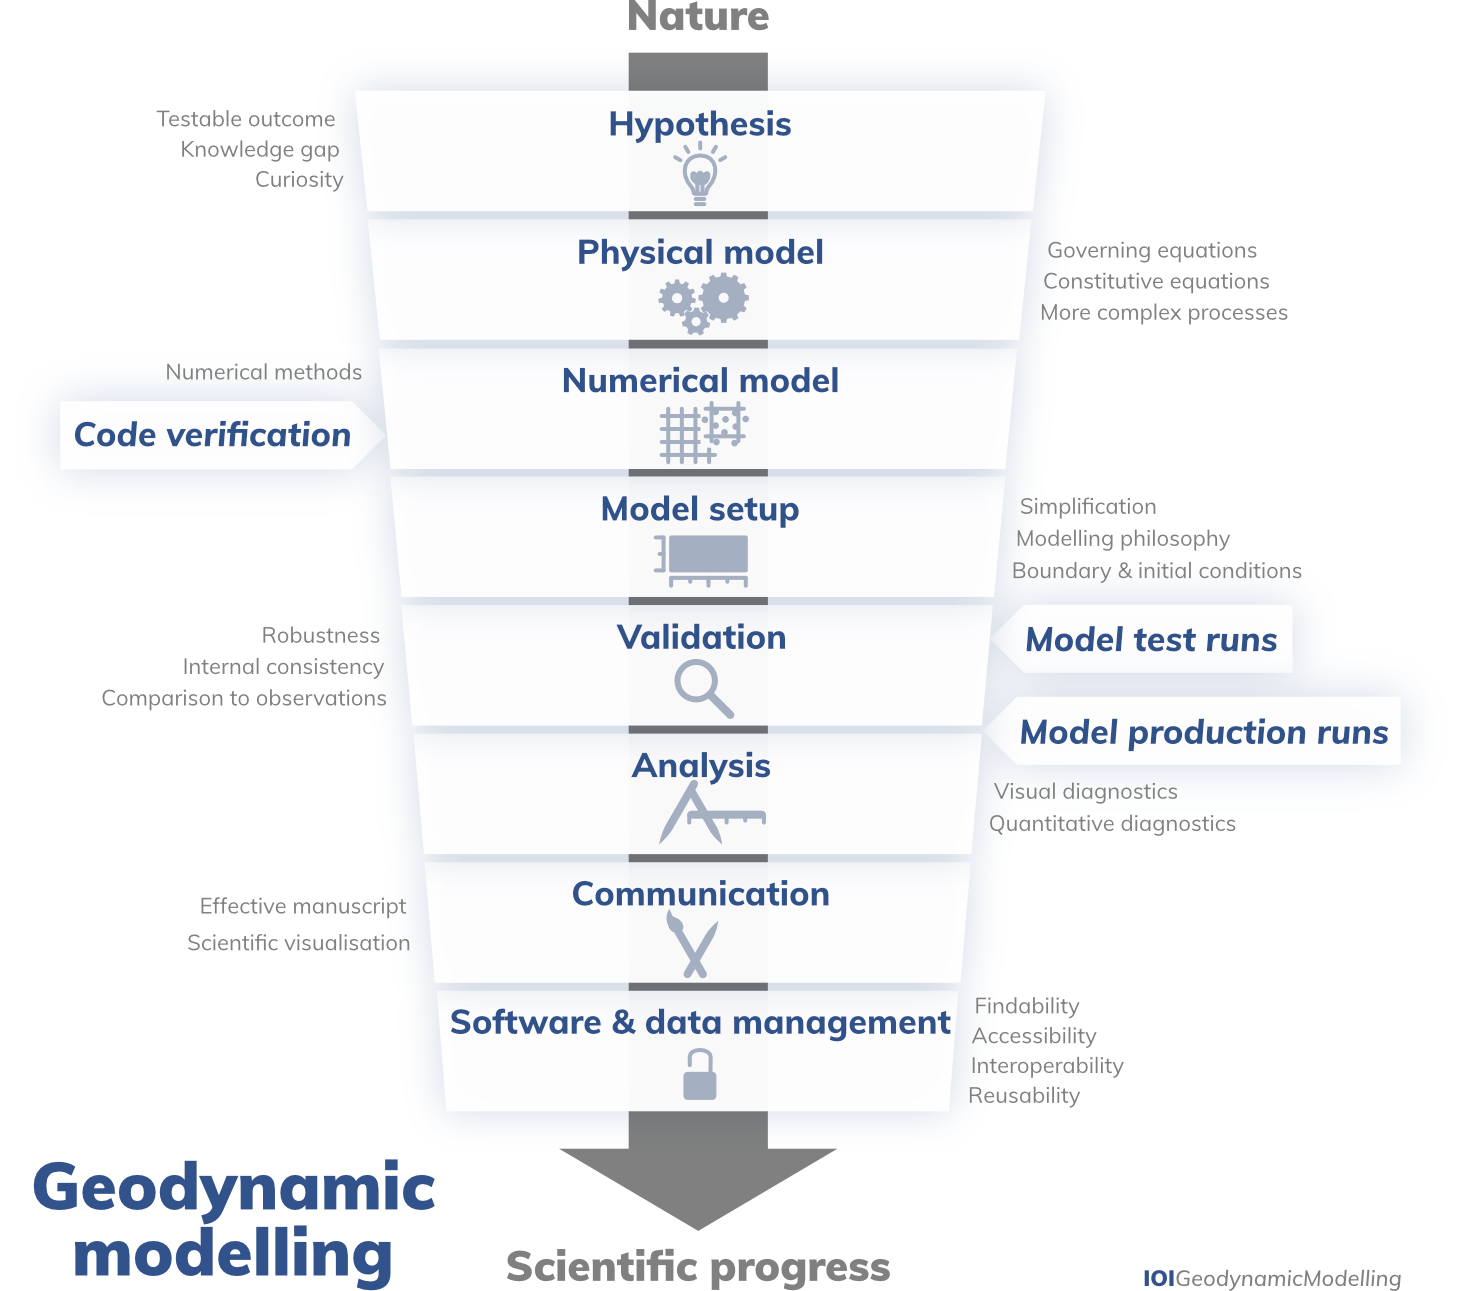 Nature
Hypothesis
Testable outcome
Knowledge gap
Curiosity
Physical model
Governing equations
Constitutive equations
More complex processes
Numerical model
Numerical methods
Code verification
Model setup
Simplification
Modelling philosophy
Boundary & initial conditions
Validation
Robustness
Internal consistency
Comparison to observations
Model test runs
Model production runs
Analysis
Visual diagnostics
Quantitative diagnostics
Communication
Effective manuscript
Scientific visualisation
Software & data management
Findability
Accessibility
Interoperability
Reusability
Geodynamic
modelling
Scientific progress
IOIGeodynamicModelling